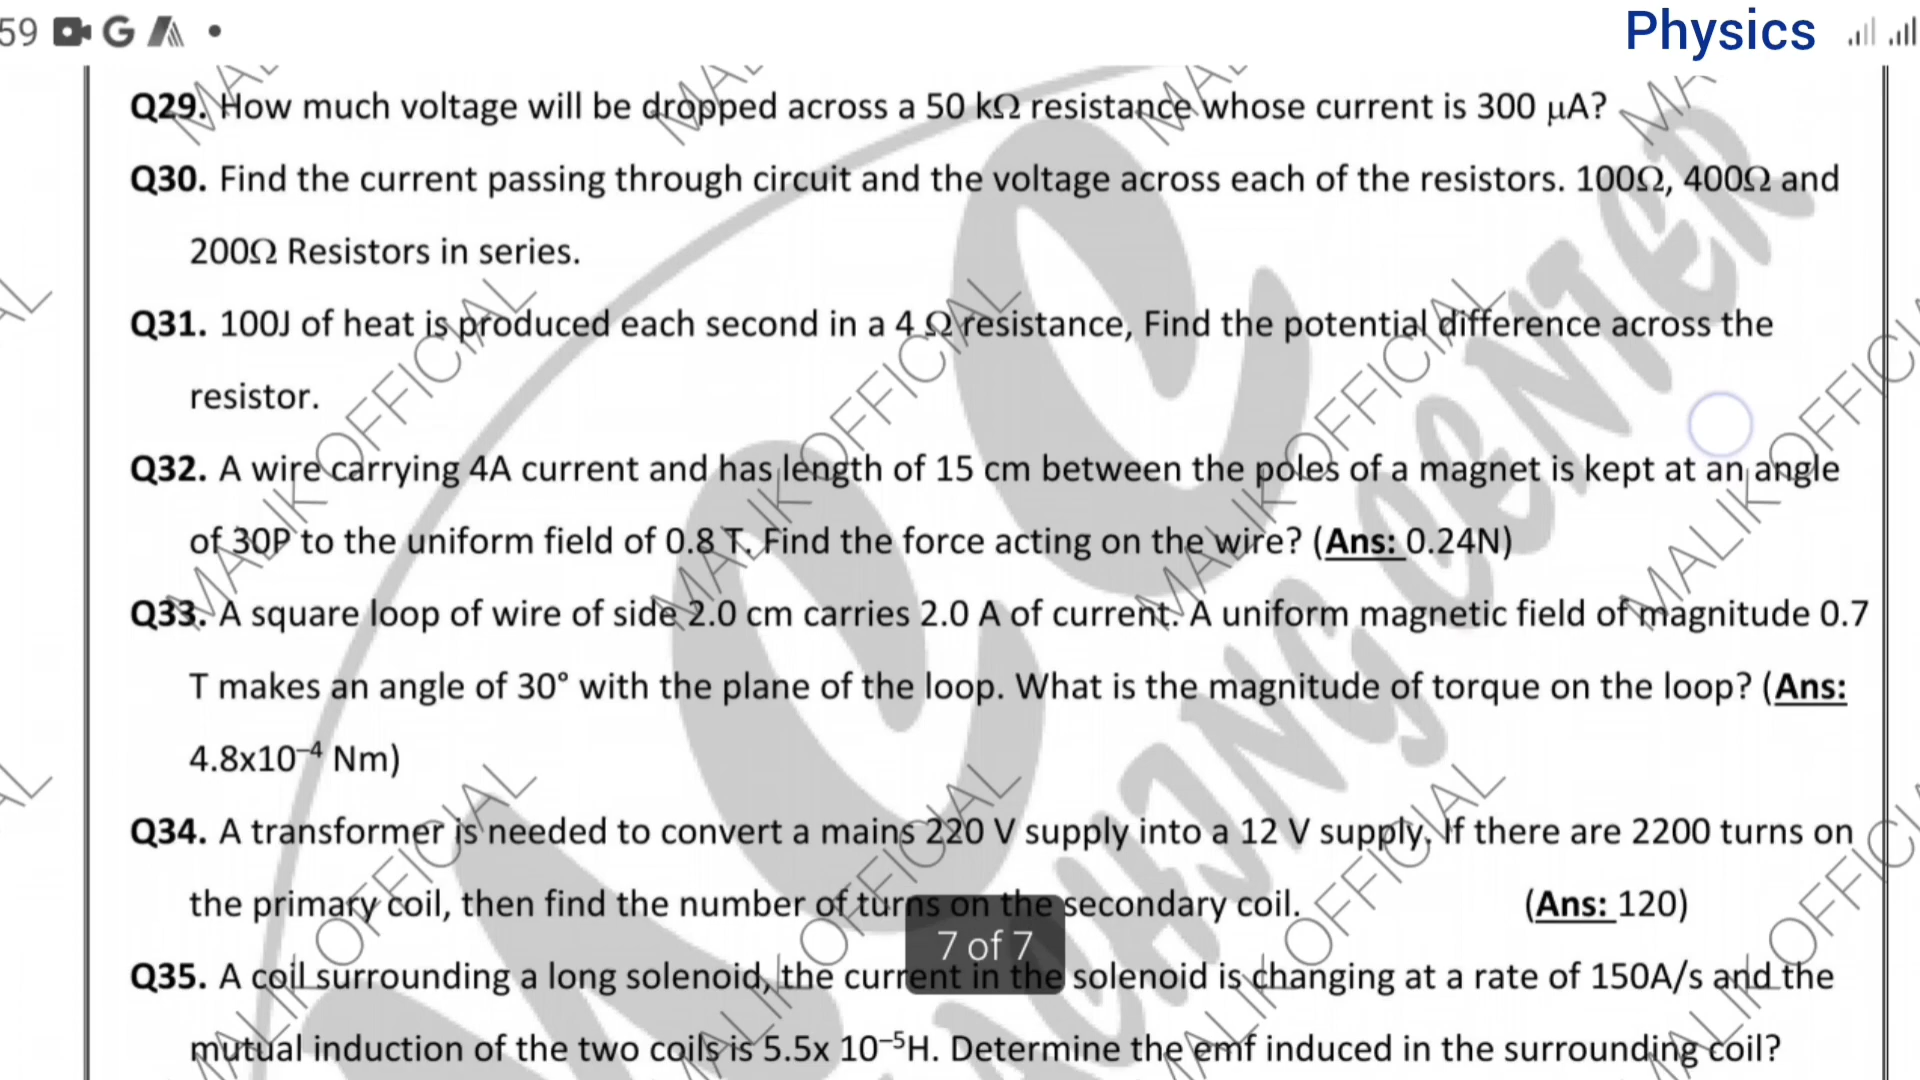 59 G
Physics
Q29. How much voltage will be dropped across a 50 kΩ resistance whose current is 300 μA?
Q30. Find the current passing through circuit and the voltage across each of the resistors. 100Ω, 400Ω and
200Ω Resistors in series.
Q31. 100J of heat is produced each second in a 4 Ω resistance, Find the potential difference across the
resistor.
Q32. A wire carrying 4A current and has length of 15 cm between the poles of a magnet is kept at an angle
of 30P to the uniform field of 0.8 T. Find the force acting on the wire? (Ans: 0.24N)
Q33. A square loop of wire of side 2.0 cm carries 2.0 A of current. A uniform magnetic field of magnitude 0.7
T makes an angle of 30° with the plane of the loop. What is the magnitude of torque on the loop? (Ans:
4.8x10⁻⁴ Nm)
Q34. A transformer is needed to convert a mains 220 V supply into a 12 V supply. If there are 2200 turns on
the primary coil, then find the number of turns on the secondary coil. (Ans: 120)
7 of 7
Q35. A coil surrounding a long solenoid, the current in the solenoid is changing at a rate of 150A/s and the
mutual induction of the two coils is 5.5x 10⁻⁵H. Determine the emf induced in the surrounding coil?
MALIK OFFICIAL
MALIK OFFICIAL
MALIK OFFICIAL
MALIK OFFICIAL